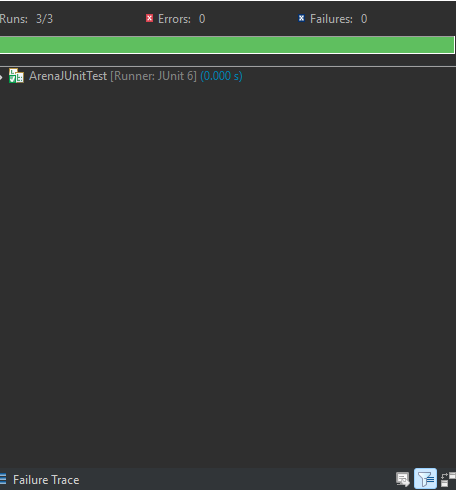 Runs: 3/3 Errors: 0 Failures: 0
ArenaJUnitTest [Runner: JUnit 6] (0.000 s)
Failure Trace